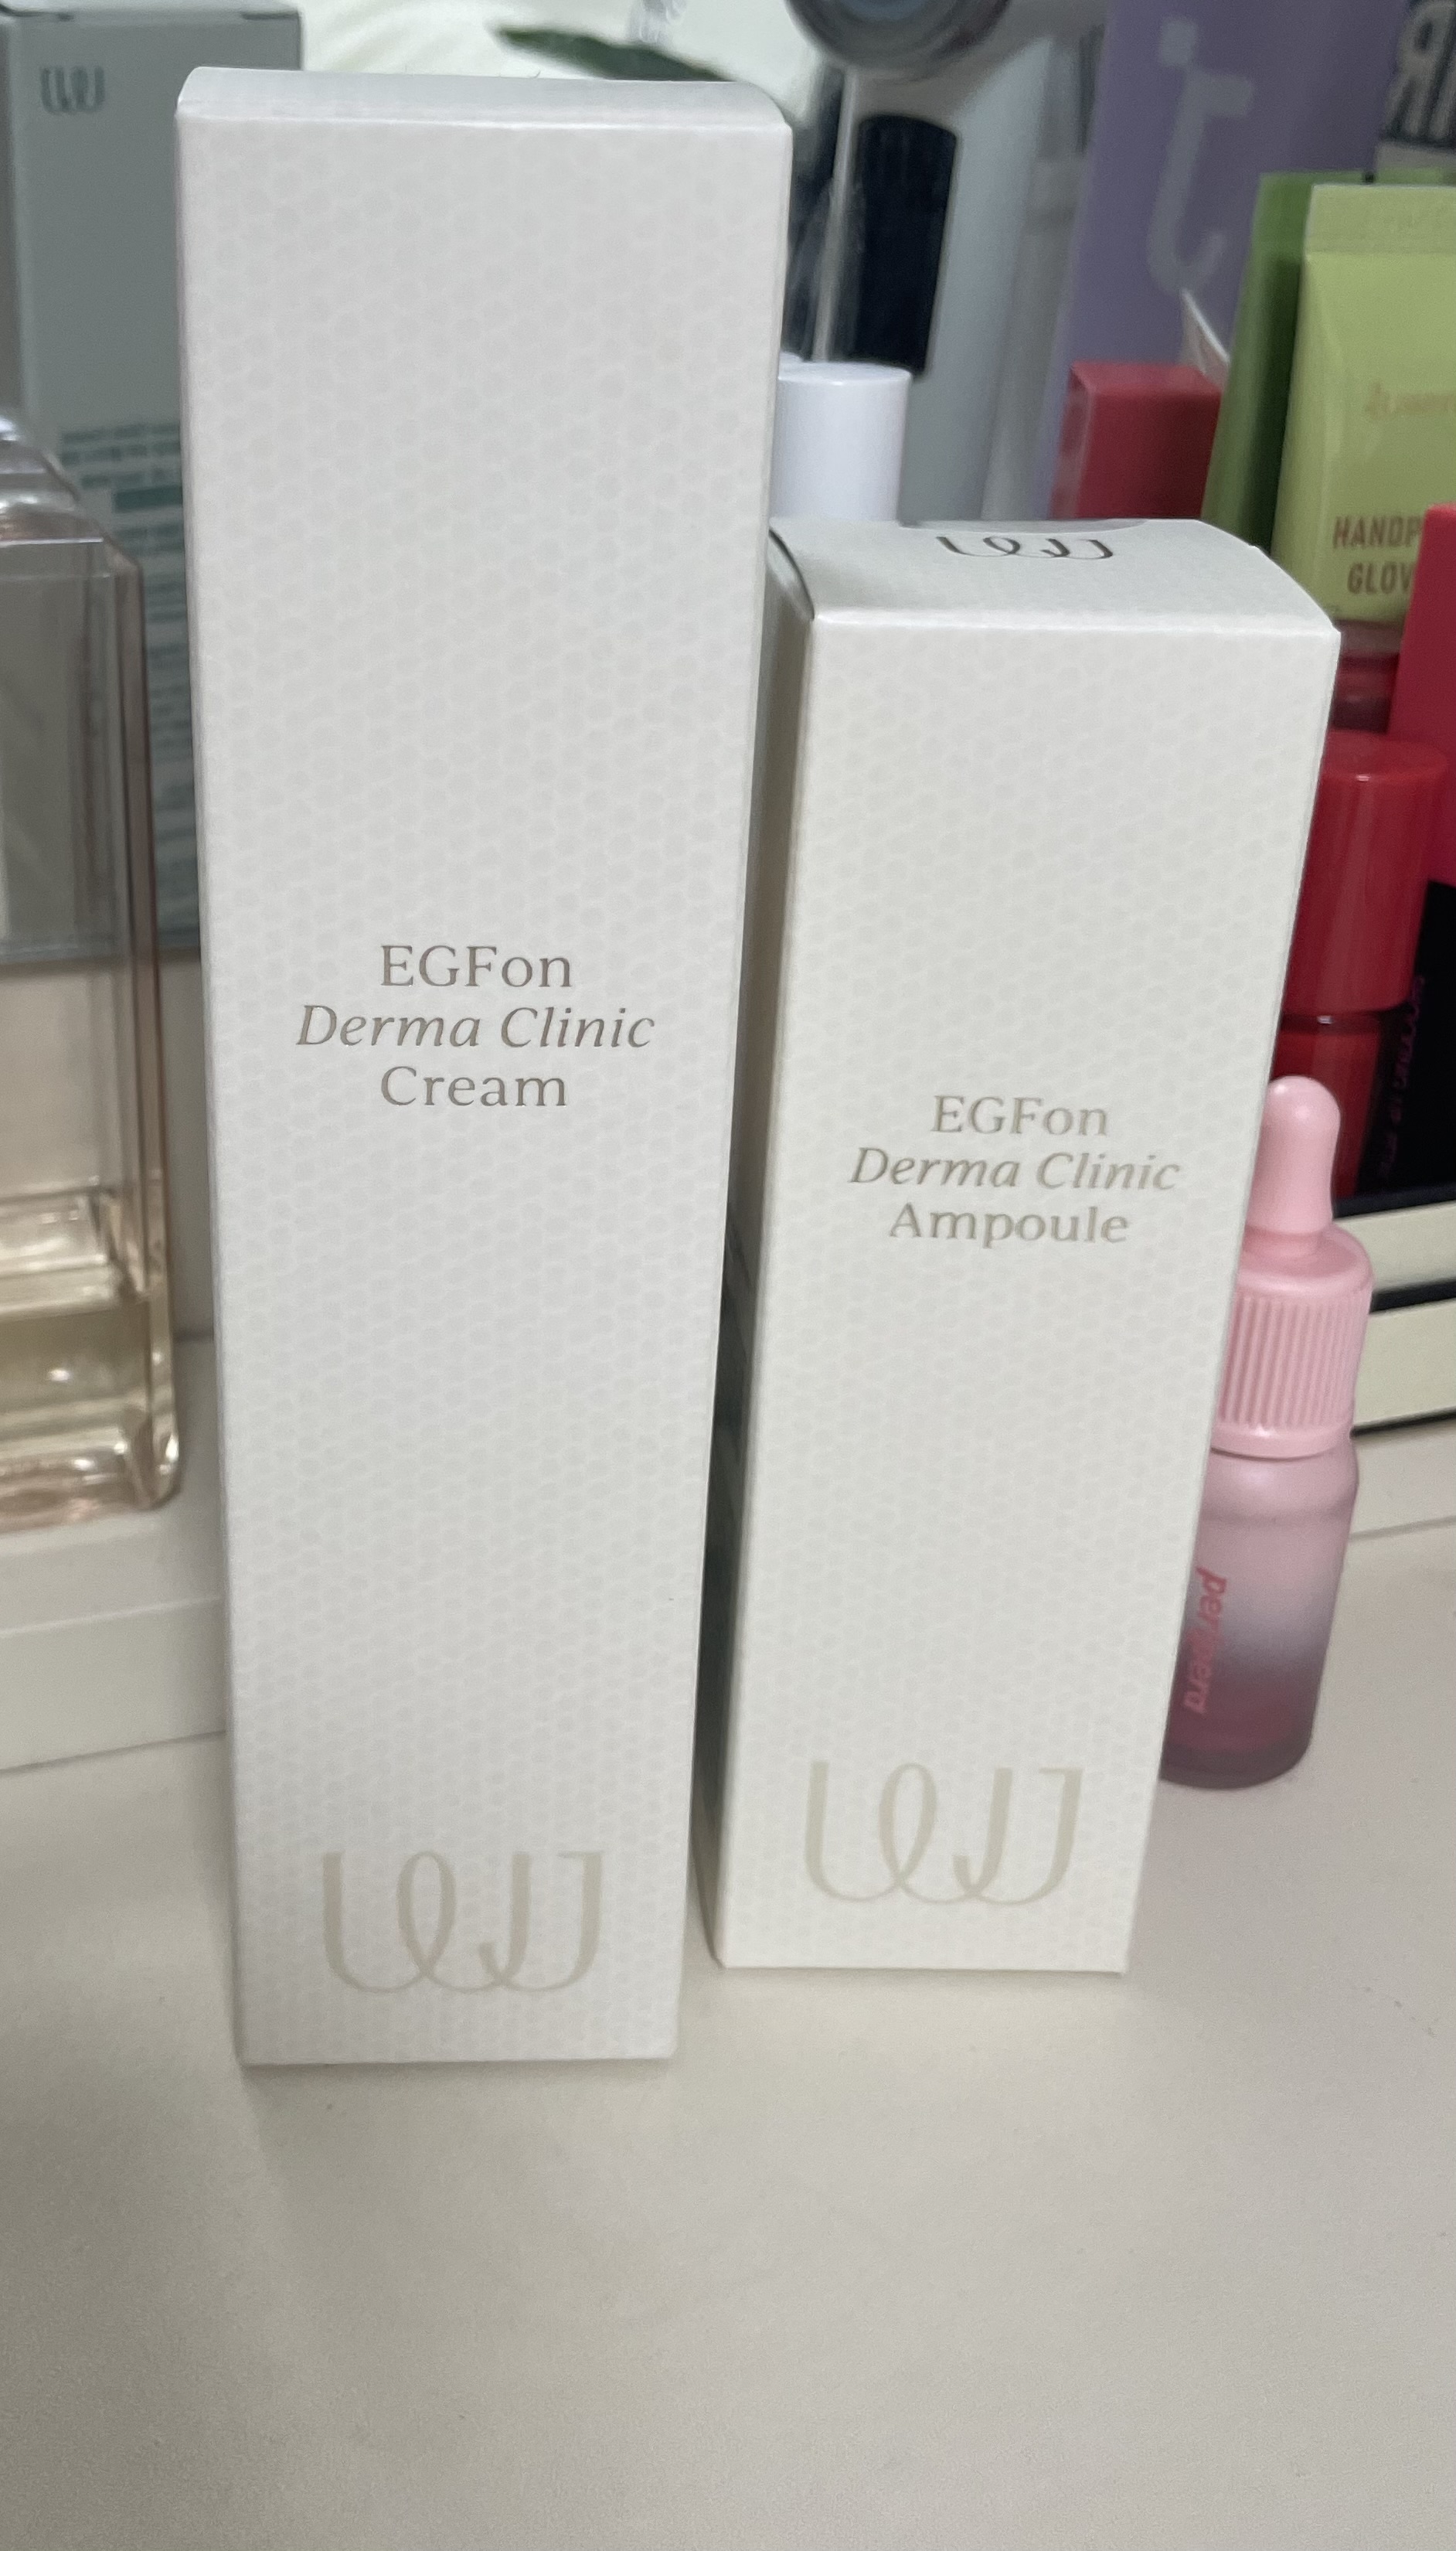 EGFon
Derma Clinic
Cream
EGFon
Derma Clinic
Ampoule
peripera
HANDP
GLOV